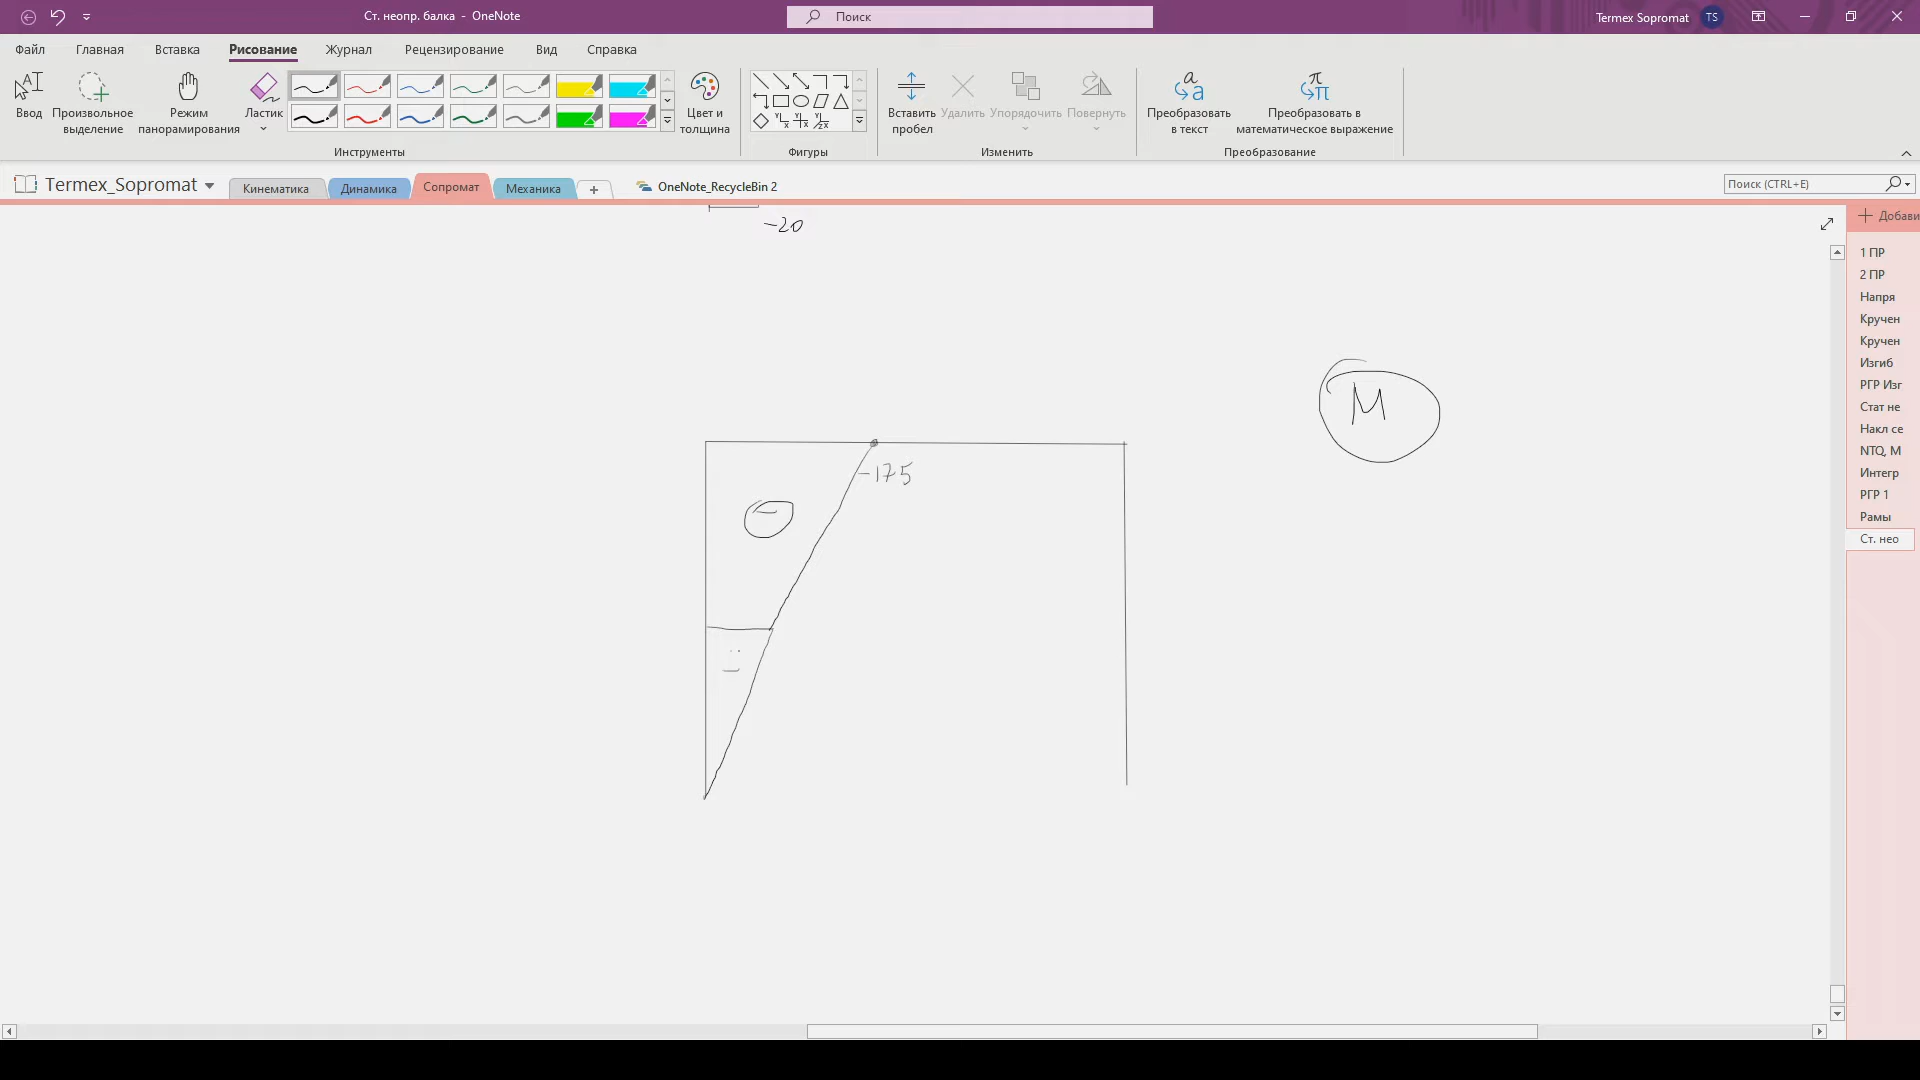 Ст. неопр. балка - OneNote
Поиск
Termex Sopromat
TS
Файл
Главная
Вставка
Рисование
Журнал
Рецензирование
Вид
Справка
Ввод
Произвольное выделение
Режим панорамирования
Ластик
Цвет и толщина
Вставить пробел
Удалить
Упорядочить
Повернуть
Преобразовать в текст
Преобразовать в математическое выражение
Инструменты
Фигуры
Изменить
Преобразование
Termex_Sopromat
Кинематика
Динамика
Сопромат
Механика
OneNote_RecycleBin 2
Поиск (CTRL+E)
Добави
-20
M
-175
1 ПР
2 ПР
Напря
Кручен
Кручен
Изгиб
РГР Изг
Стат не
Накл се
NTQ, M
Интегр
РГР 1
Рамы
Ст. нео